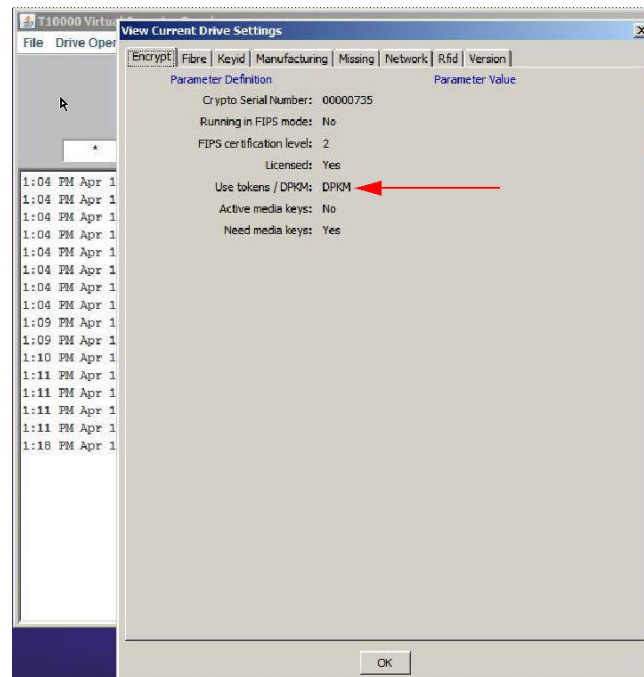 T10000 Virtu
File Drive Oper
*
1:04 PM Apr 1
1:04 PM Apr 1
1:04 PM Apr 1
1:04 PM Apr 1
1:04 PM Apr 1
1:04 PM Apr 1
1:04 PM Apr 1
1:04 PM Apr 1
1:09 PM Apr 1
1:09 PM Apr 1
1:10 PM Apr 1
1:11 PM Apr 1
1:11 PM Apr 1
1:11 PM Apr 1
1:11 PM Apr 1
1:18 PM Apr 1
View Current Drive Settings
Encrypt Fibre Keyid Manufacturing Missing Network Rfid Version
Parameter Definition Parameter Value
Crypto Serial Number: 00000735
Running in FIPS mode: No
FIPS certification level: 2
Licensed: Yes
Use tokens / DPKM: DPKM
Active media keys: No
Need media keys: Yes
OK